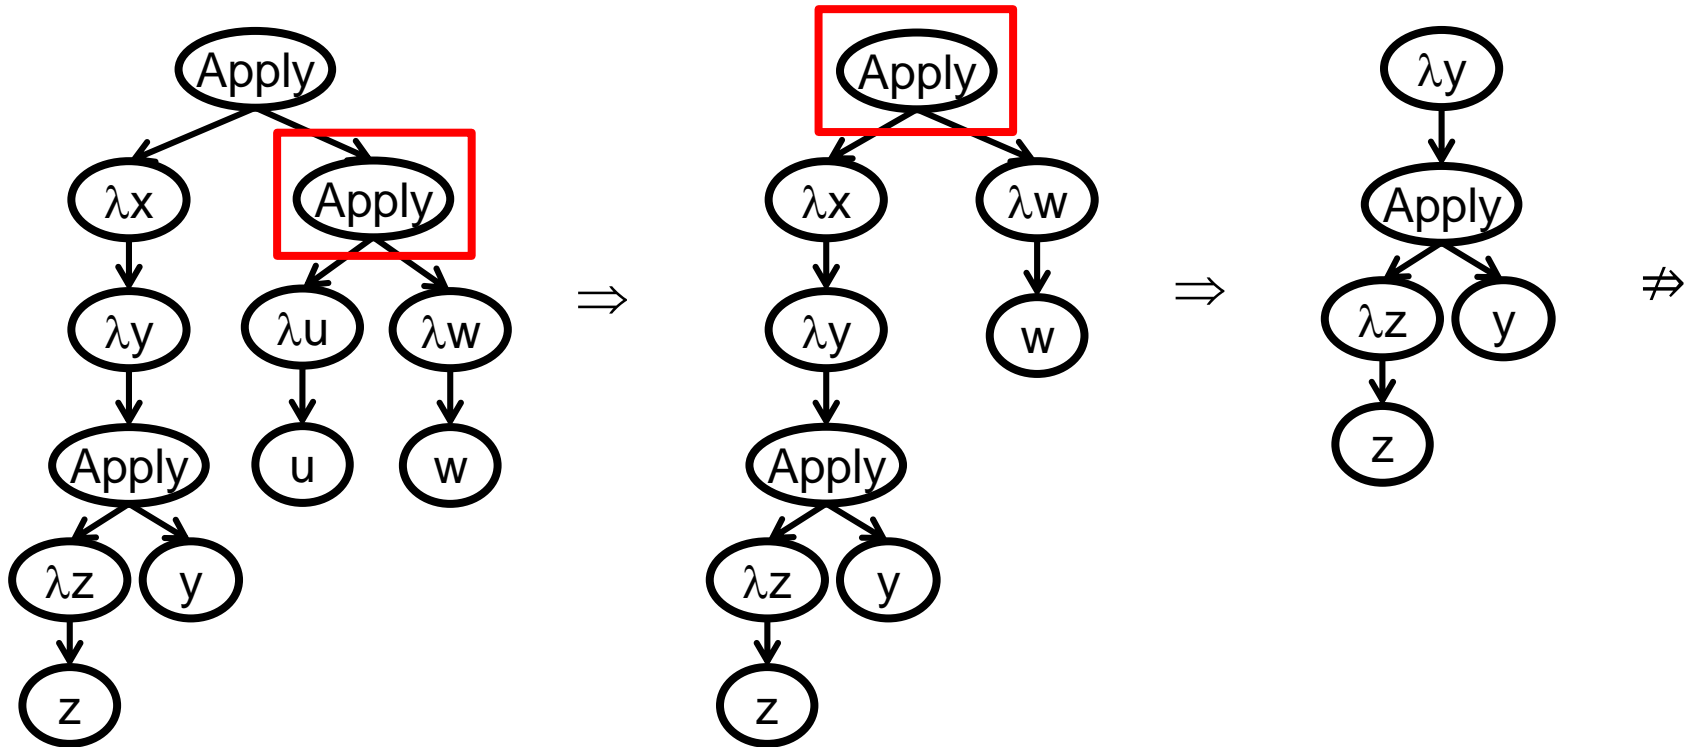 Apply Apply λy
λx Apply λx λw Apply
λy λu λw ⇒ λy w ⇒ λz y ⇏
Apply u w Apply z
λz y λz y
z z